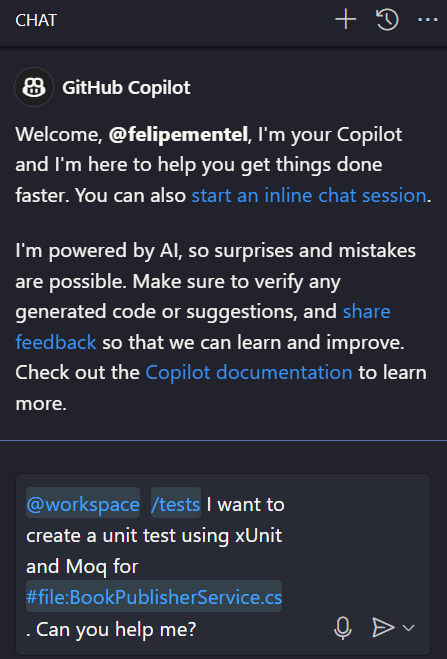 CHAT
GitHub Copilot
Welcome, @felipementel, I'm your Copilot
and I'm here to help you get things done
faster. You can also start an inline chat session.
I'm powered by AI, so surprises and mistakes
are possible. Make sure to verify any
generated code or suggestions, and share
feedback so that we can learn and improve.
Check out the Copilot documentation to learn
more.
@workspace /tests I want to
create a unit test using xUnit
and Moq for
#file:BookPublisherService.cs
. Can you help me?